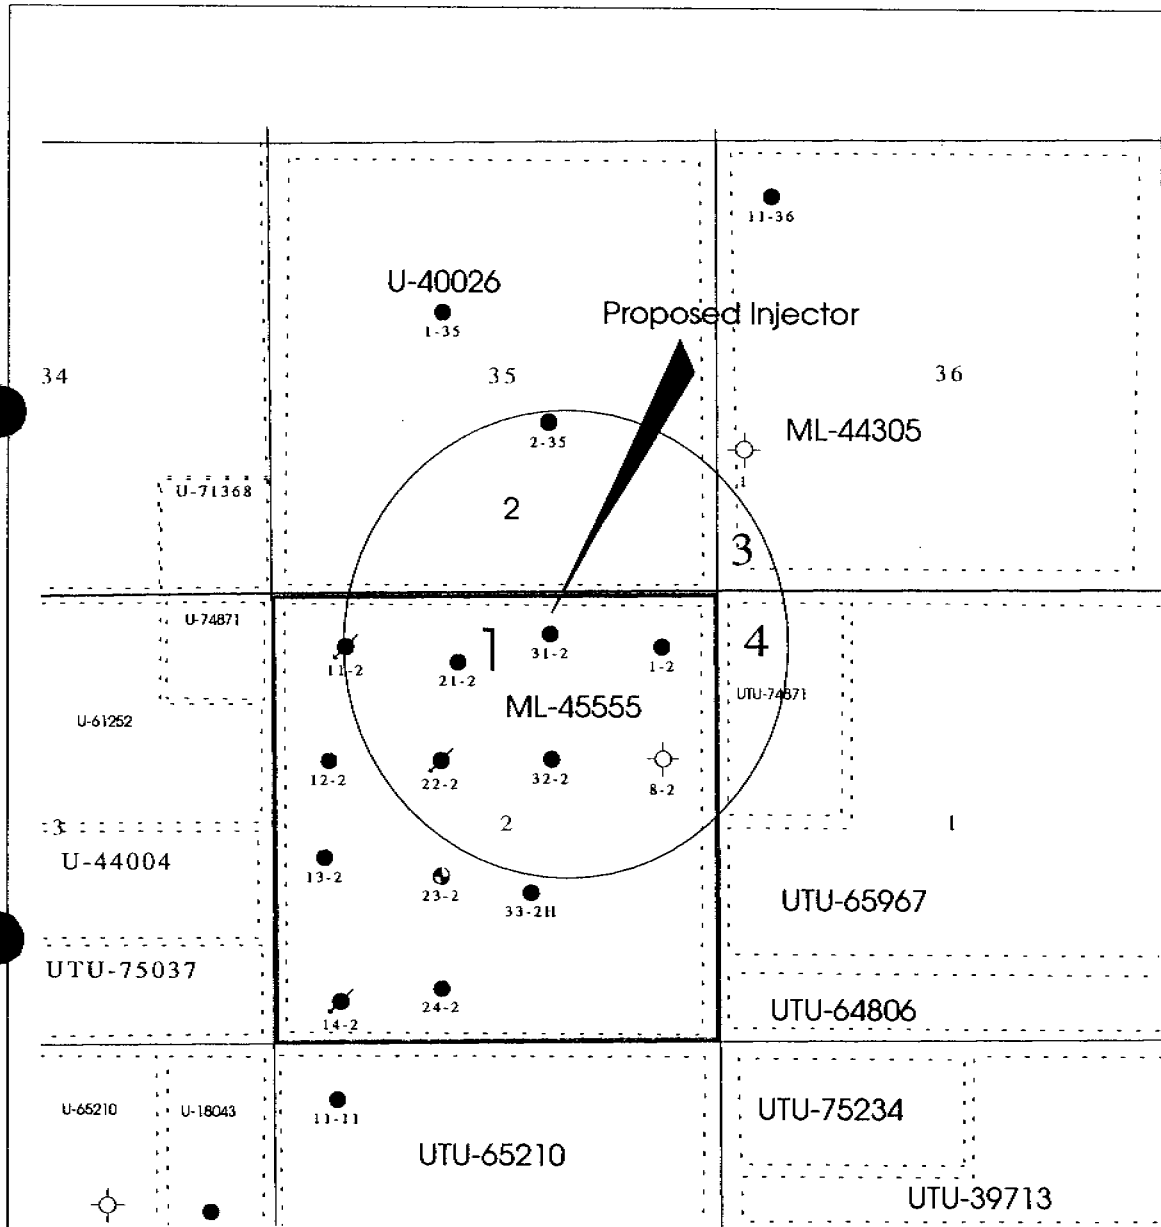 11-36
U-40026
1-35
Proposed Injector
34
35
36
2-35
ML-44305
1
U-71368
2
3
U-74871
1
4
11-2
21-2
31-2
1-2
UTU-74871
ML-45555
U-61252
12-2
22-2
32-2
8-2
3
2
1
U-44004
13-2
23-2
33-2H
UTU-65967
UTU-75037
24-2
14-2
UTU-64806
U-65210
U-18043
11-11
UTU-75234
UTU-65210
UTU-39713